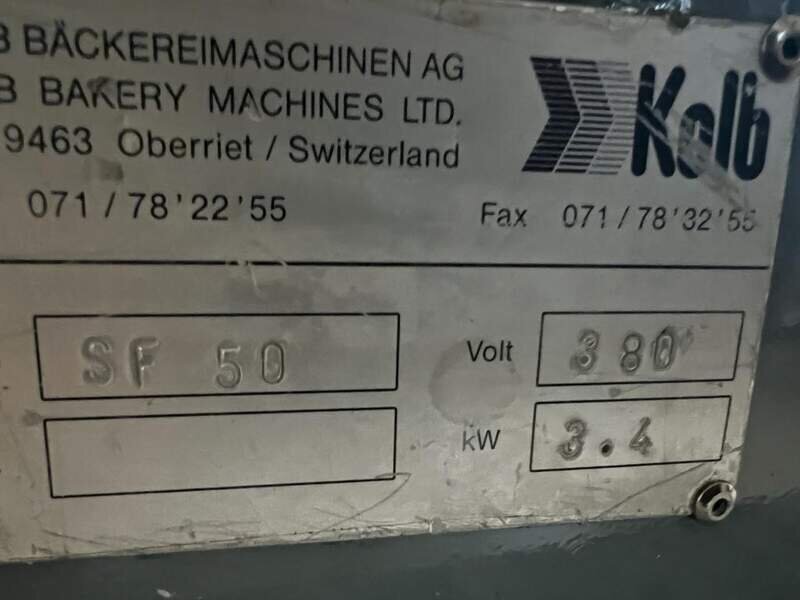 B BÄCKEREIMASCHINEN AG
B BAKERY MACHINES LTD.
9463 Oberriet / Switzerland
Kolb
071 / 78'22'55
Fax 071 / 78'32'55
SF 50
Volt 380
kW 3.4